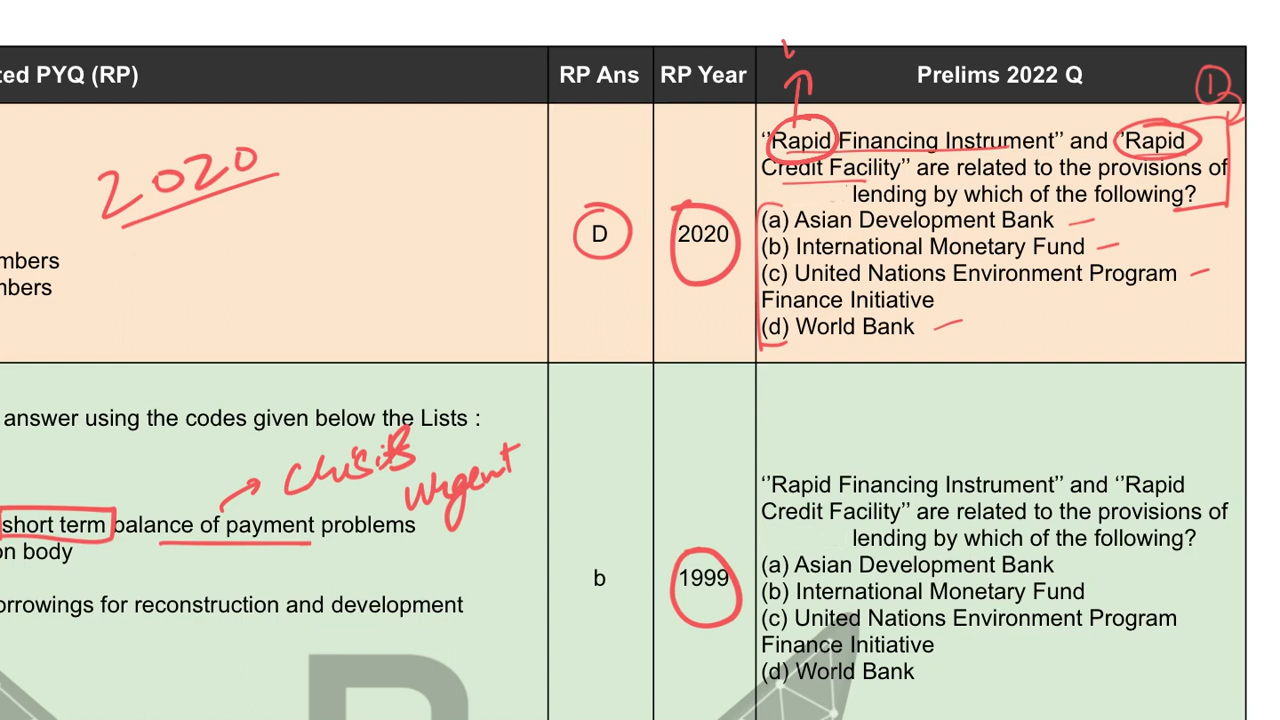 ted PYQ (RP)
RP Ans
RP Year
Prelims 2022 Q
1
2020
mbers
mbers
D
2020
‘’Rapid Financing Instrument’’ and ‘’Rapid
Credit Facility’’ are related to the provisions of
lending by which of the following?
(a) Asian Development Bank
(b) International Monetary Fund
(c) United Nations Environment Program
Finance Initiative
(d) World Bank
answer using the codes given below the Lists :
Crisis
Urgent
short term balance of payment problems
on body
orrowings for reconstruction and development
b
1999
‘’Rapid Financing Instrument’’ and ‘’Rapid
Credit Facility’’ are related to the provisions of
lending by which of the following?
(a) Asian Development Bank
(b) International Monetary Fund
(c) United Nations Environment Program
Finance Initiative
(d) World Bank